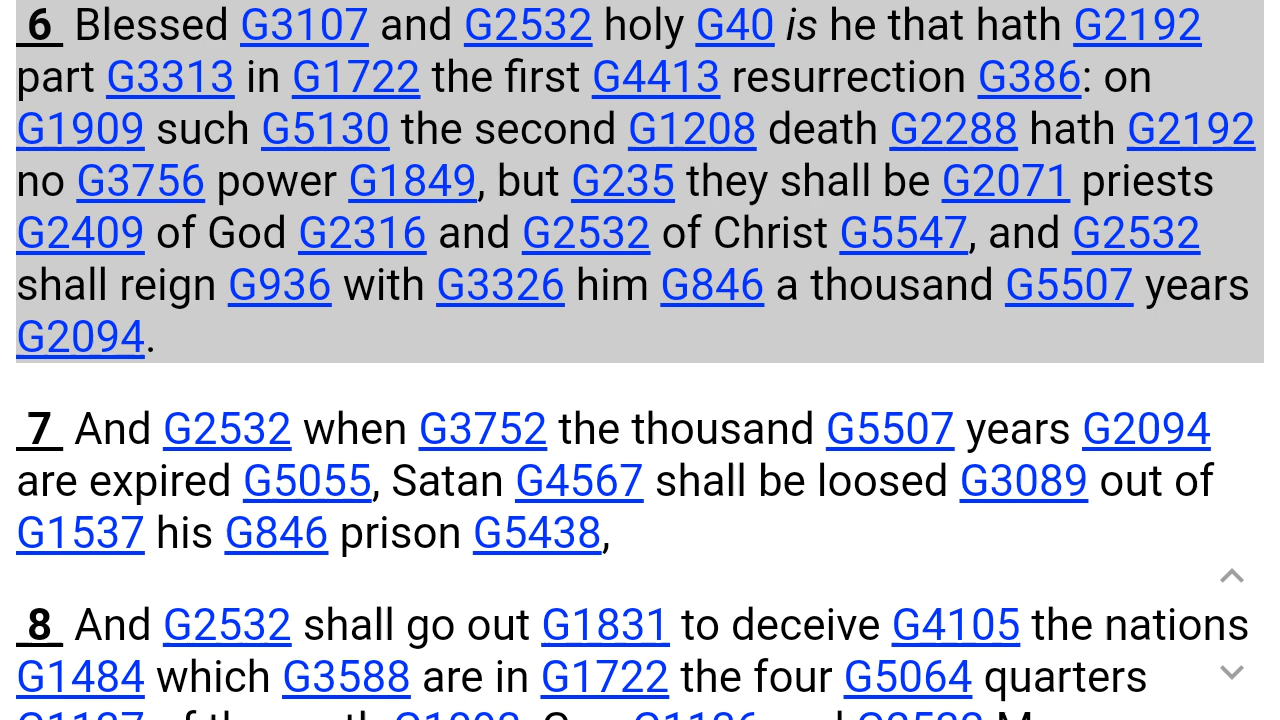 6 Blessed G3107 and G2532 holy G40 is he that hath G2192
part G3313 in G1722 the first G4413 resurrection G386: on
G1909 such G5130 the second G1208 death G2288 hath G2192
no G3756 power G1849, but G235 they shall be G2071 priests
G2409 of God G2316 and G2532 of Christ G5547, and G2532
shall reign G936 with G3326 him G846 a thousand G5507 years
G2094.
7 And G2532 when G3752 the thousand G5507 years G2094
are expired G5055, Satan G4567 shall be loosed G3089 out of
G1537 his G846 prison G5438,
8 And G2532 shall go out G1831 to deceive G4105 the nations
G1484 which G3588 are in G1722 the four G5064 quarters